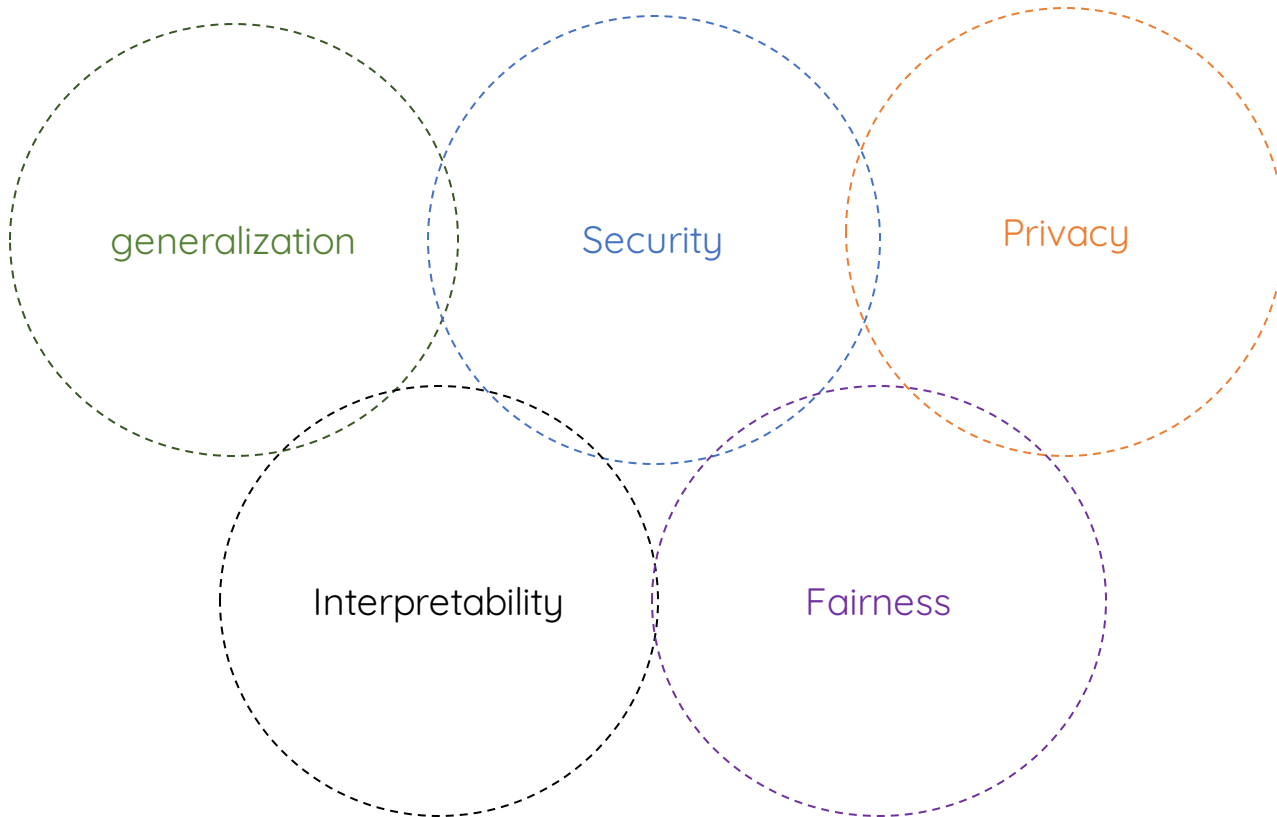 generalization
Security
Privacy
Interpretability
Fairness